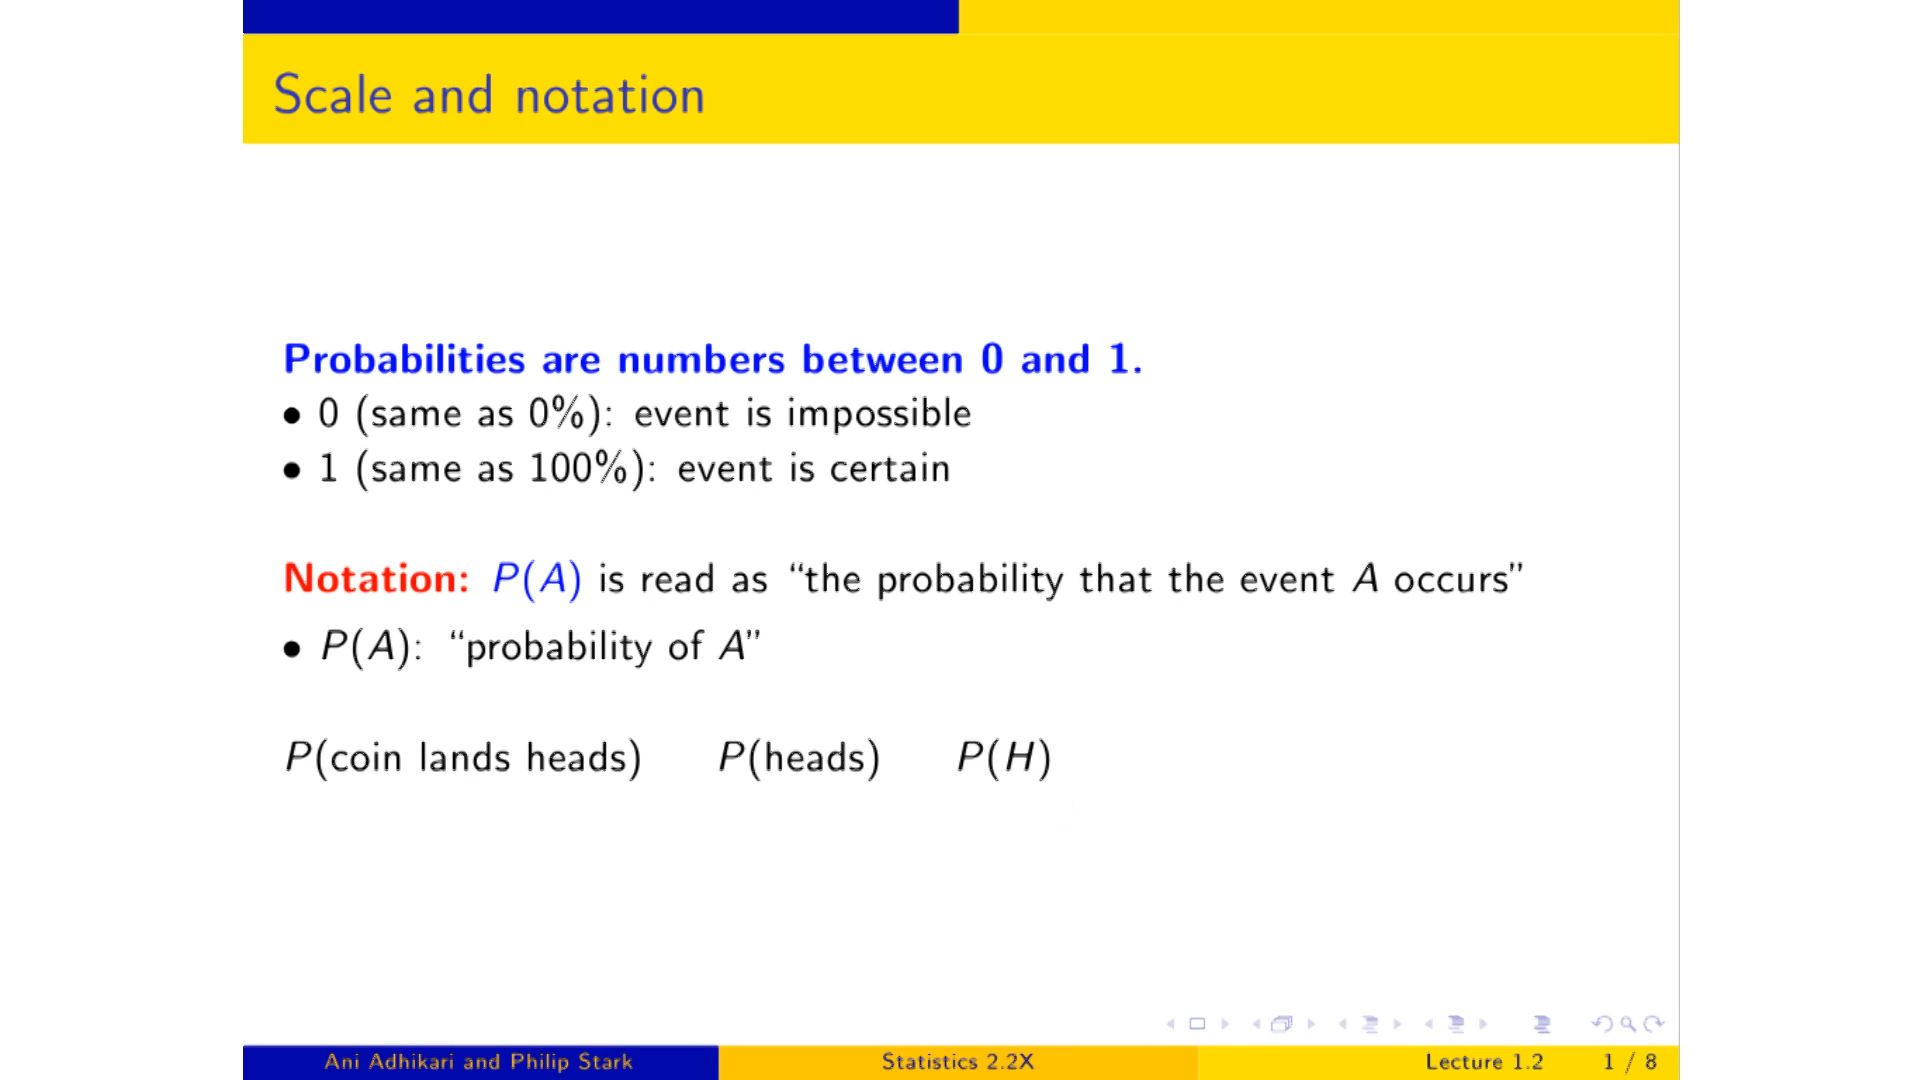 Scale and notation
Probabilities are numbers between 0 and 1.
• 0 (same as 0%): event is impossible
• 1 (same as 100%): event is certain
Notation: P(A) is read as “the probability that the event A occurs”
• P(A): “probability of A”
P(coin lands heads) P(heads) P(H)
Ani Adhikari and Philip Stark Statistics 2.2X Lecture 1.2 1 / 8